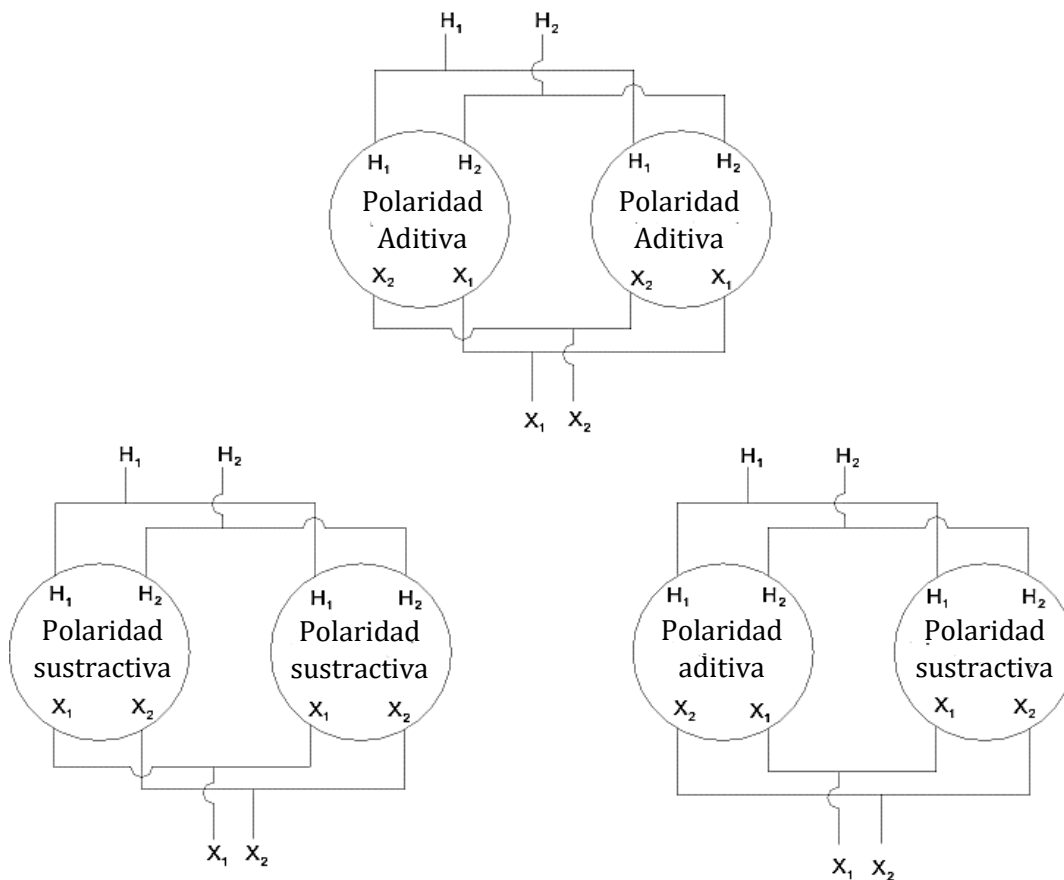 H₁ H₂
H₁ H₂ H₁ H₂
Polaridad Polaridad
Aditiva Aditiva
X₂ X₁ X₂ X₁
X₁ X₂
H₁ H₂
H₁ H₂ H₁ H₂
Polaridad Polaridad
sustractiva sustractiva
X₁ X₂ X₁ X₂
X₁ X₂
H₁ H₂
H₁ H₂ H₁ H₂
Polaridad Polaridad
aditiva sustractiva
X₂ X₁ X₁ X₂
X₁ X₂